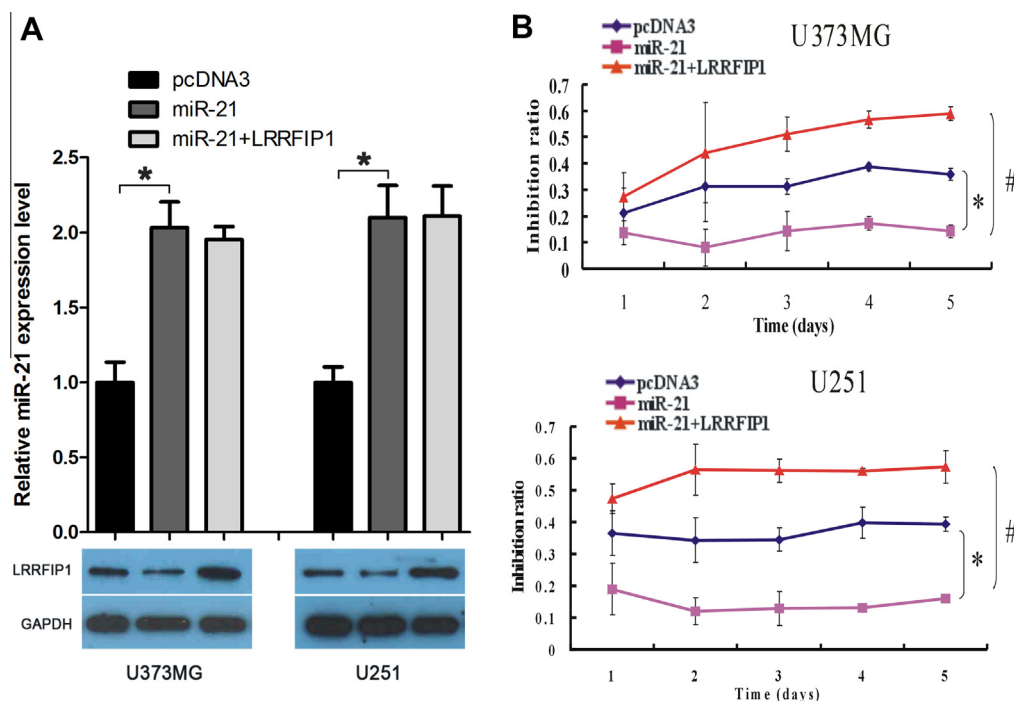 A
pcDNA3
miR-21
miR-21+LRRFIP1
Relative miR-21 expression level
2.5
2.0
1.5
1.0
0.5
0.0
*
*
LRRFIP1
GAPDH
U373MG
U251
B
pcDNA3
miR-21
miR-21+LRRFIP1
U373MG
Inhibition ratio
0.7
0.6
0.5
0.4
0.3
0.2
0.1
0
*
#
1 2 3 4 5
Time (days)
pcDNA3
miR-21
miR-21+LRRFIP1
U251
Inhibition ratio
0.7
0.6
0.5
0.4
0.3
0.2
0.1
0
*
#
1 2 3 4 5
Time (days)